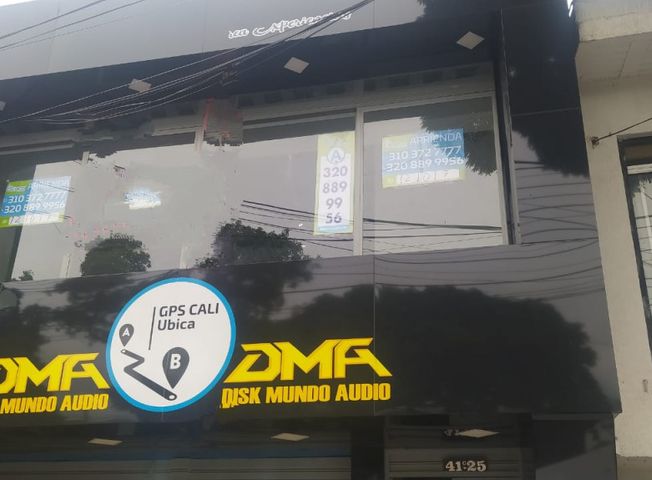 ARRIENDA
310 372 7777
320 889 9956
A
320
889
99
56
ARRIENDA
310 372 7777
320 889 9956
GPS CALI
Ubica
A
B
DMA
MUNDO AUDIO
DMA
DISK MUNDO AUDIO
41-25